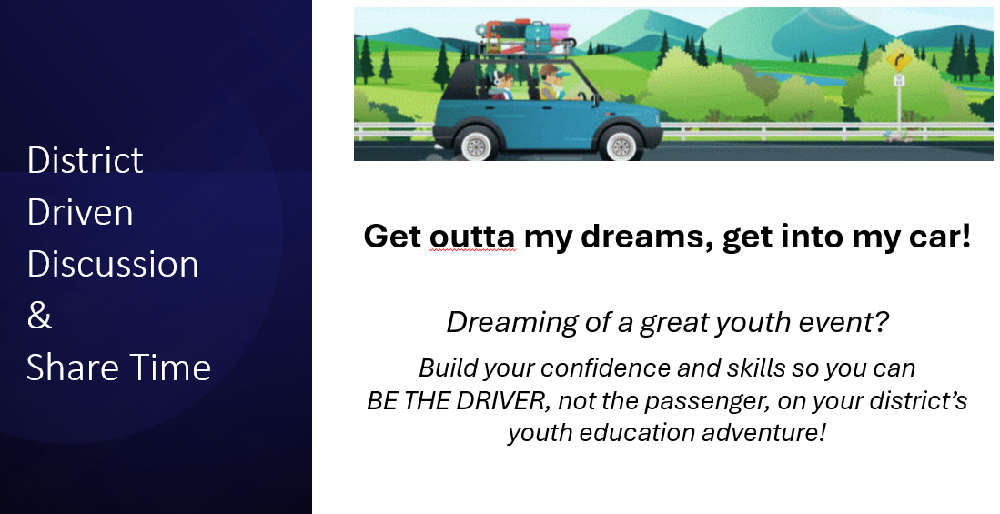 District
Driven
Discussion
&
Share Time
Get outta my dreams, get into my car!
Dreaming of a great youth event?
Build your confidence and skills so you can
BE THE DRIVER, not the passenger, on your district’s
youth education adventure!